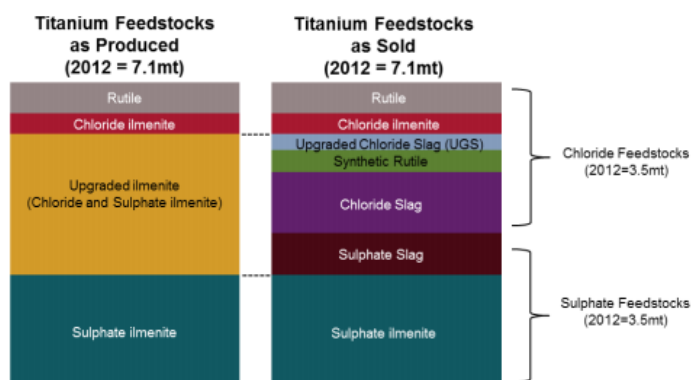 Titanium Feedstocks
as Produced
(2012 = 7.1mt)
Rutile
Chloride ilmenite
Upgraded ilmenite
(Chloride and Sulphate ilmenite)
Sulphate ilmenite
Titanium Feedstocks
as Sold
(2012 = 7.1mt)
Rutile
Chloride ilmenite
Upgraded Chloride Slag (UGS)
Synthetic Rutile
Chloride Slag
Sulphate Slag
Sulphate ilmenite
Chloride Feedstocks
(2012=3.5mt)
Sulphate Feedstocks
(2012=3.5mt)